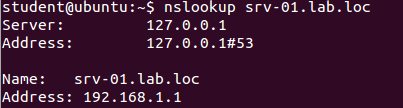 student@ubuntu:~$ nslookup srv-01.lab.loc
Server: 127.0.0.1
Address: 127.0.0.1#53
Name: srv-01.lab.loc
Address: 192.168.1.1